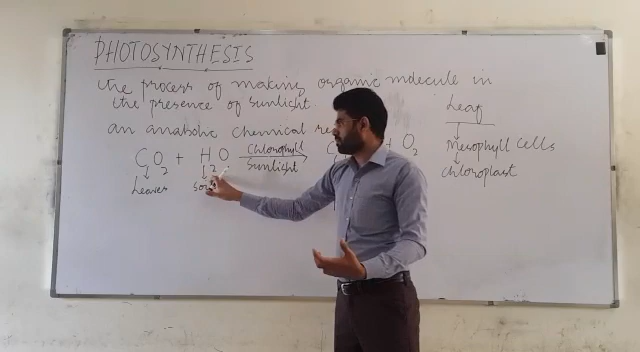 PHOTOSYNTHESIS
the process of making organic molecule in
the presence of sunlight.
an anabolic chemical
CO2 + H2O Chlorophyll
Sunlight
+ O2
Leaves
Leaf
Mesophyll cells
chloroplast